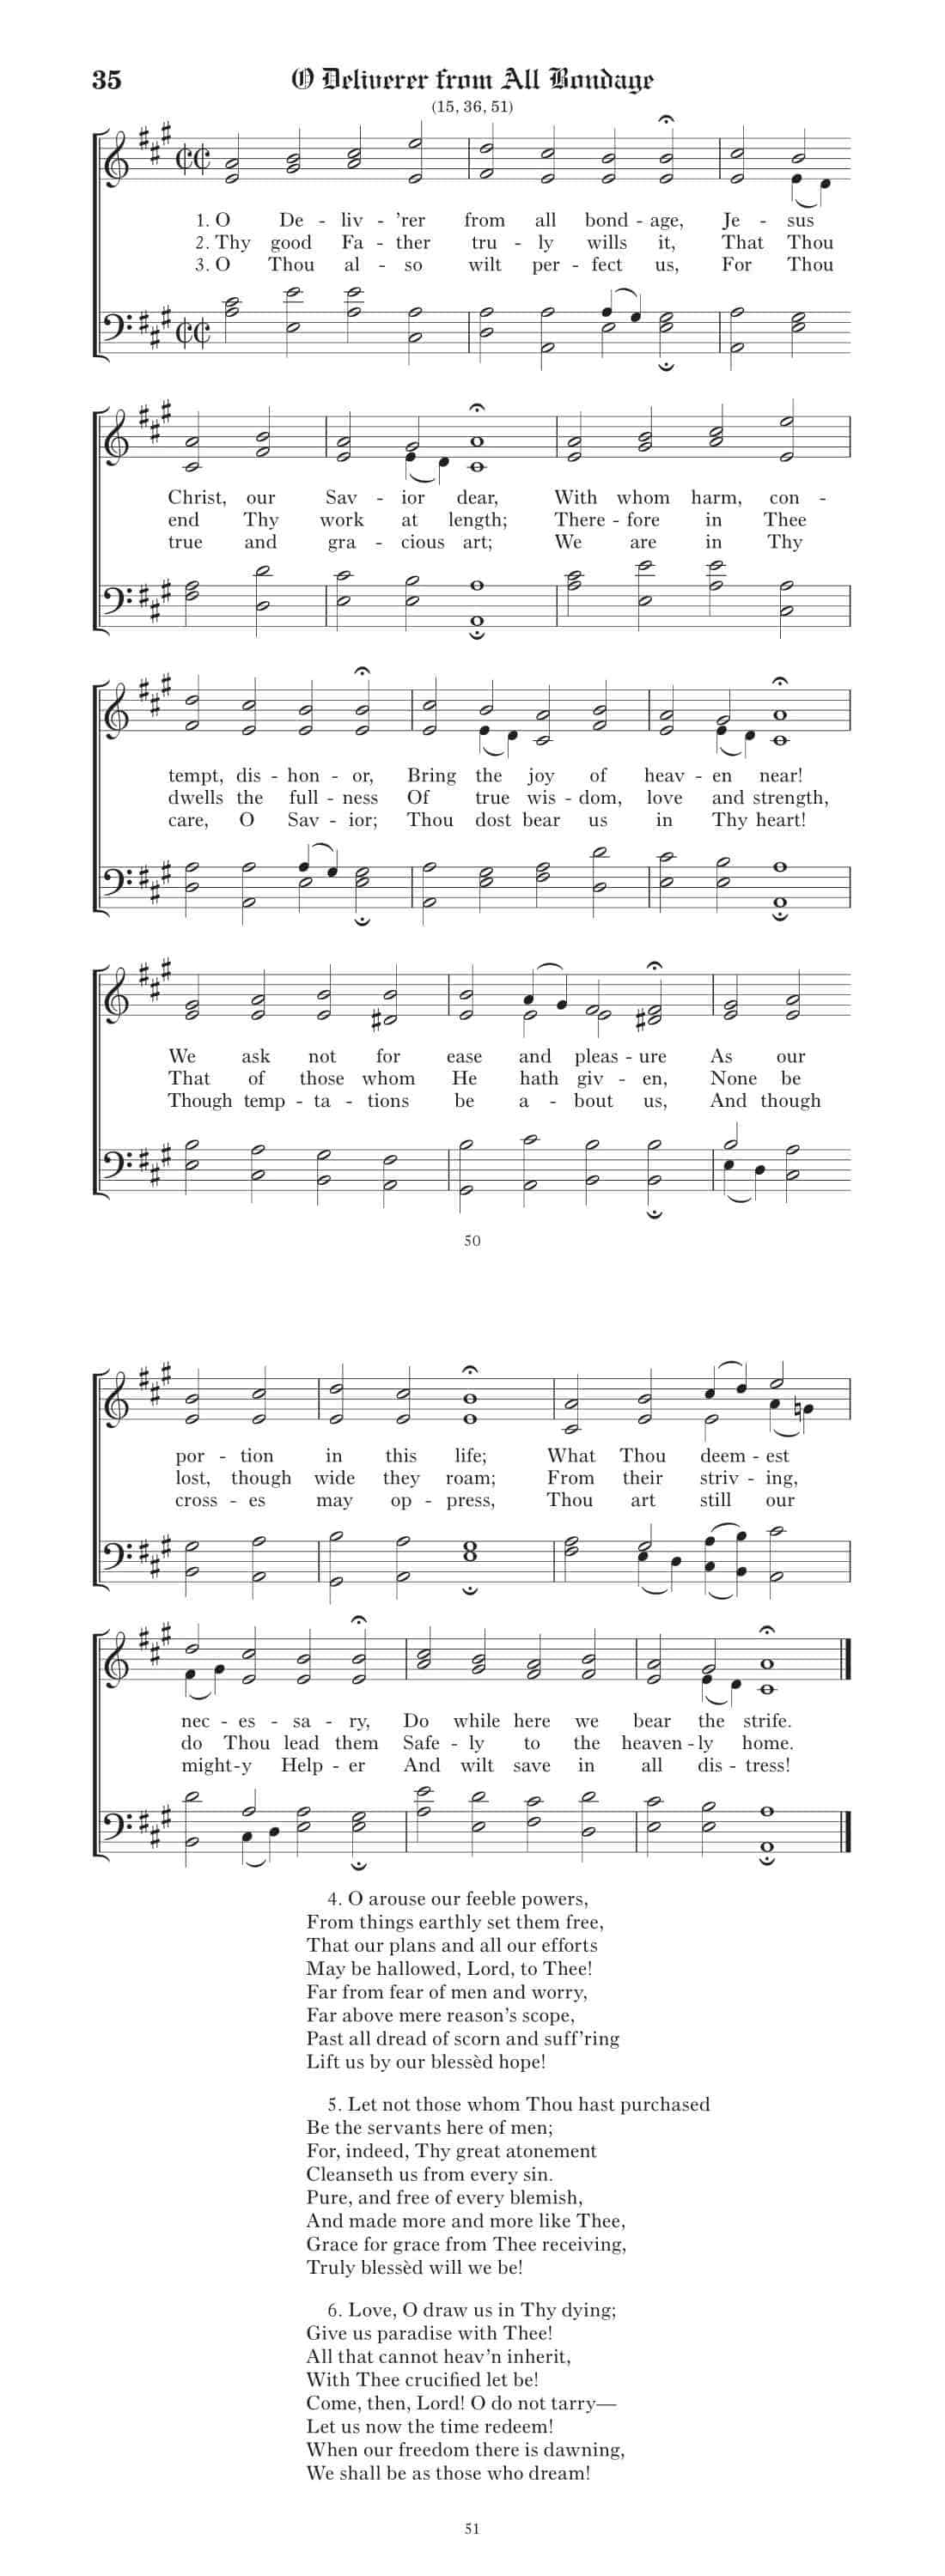 35 O Deliverer from All Bondage
(15, 36, 51)
1. O De - liv - ’rer from all bond - age, Je - sus
2. Thy good Fa - ther tru - ly wills it, That Thou
3. O Thou al - so wilt per - fect us, For Thou
Christ, our Sav - ior dear, With whom harm, con -
end Thy work at length; There - fore in Thee
true and gra - cious art; We are in Thy
tempt, dis - hon - or, Bring the joy of heav - en near!
dwells the full - ness Of true wis - dom, love and strength,
care, O Sav - ior; Thou dost bear us in Thy heart!
We ask not for ease and pleas - ure As our
That of those whom He hath giv - en, None be
Though temp - ta - tions be a - bout us, And though
50
por - tion in this life; What Thou deem - est
lost, though wide they roam; From their striv - ing,
cross - es may op - press, Thou art still our
nec - es - sa - ry, Do while here we bear the strife.
do Thou lead them Safe - ly to the heaven - ly home.
might - y Help - er And wilt save in all dis - tress!
4. O arouse our feeble powers,
From things earthly set them free,
That our plans and all our efforts
May be hallowed, Lord, to Thee!
Far from fear of men and worry,
Far above mere reason’s scope,
Past all dread of scorn and suff’ring
Lift us by our blessèd hope!
5. Let not those whom Thou hast purchased
Be the servants here of men;
For, indeed, Thy great atonement
Cleanseth us from every sin.
Pure, and free of every blemish,
And made more and more like Thee,
Grace for grace from Thee receiving,
Truly blessèd will we be!
6. Love, O draw us in Thy dying;
Give us paradise with Thee!
All that cannot heav’n inherit,
With Thee crucified let be!
Come, then, Lord! O do not tarry—
Let us now the time redeem!
When our freedom there is dawning,
We shall be as those who dream!
51